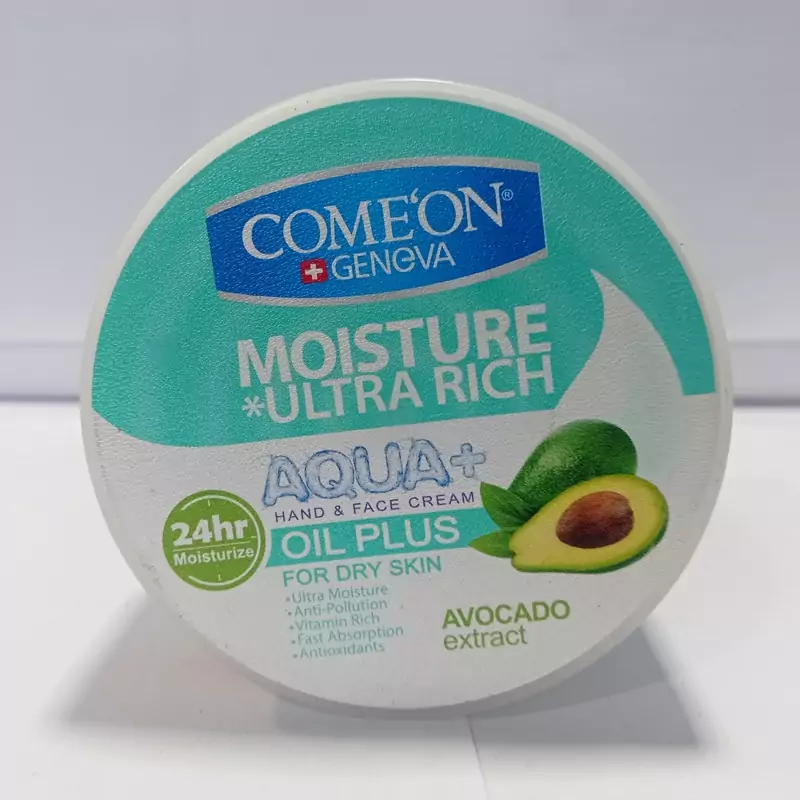 COME'ON®
GENEVA
MOISTURE
*ULTRA RICH
AQUA+
HAND & FACE CREAM
OIL PLUS
FOR DRY SKIN
24hr
Moisturize
•Ultra Moisture
•Anti-Pollution
•Vitamin Rich
•Fast Absorption
•Antioxidants
AVOCADO
extract